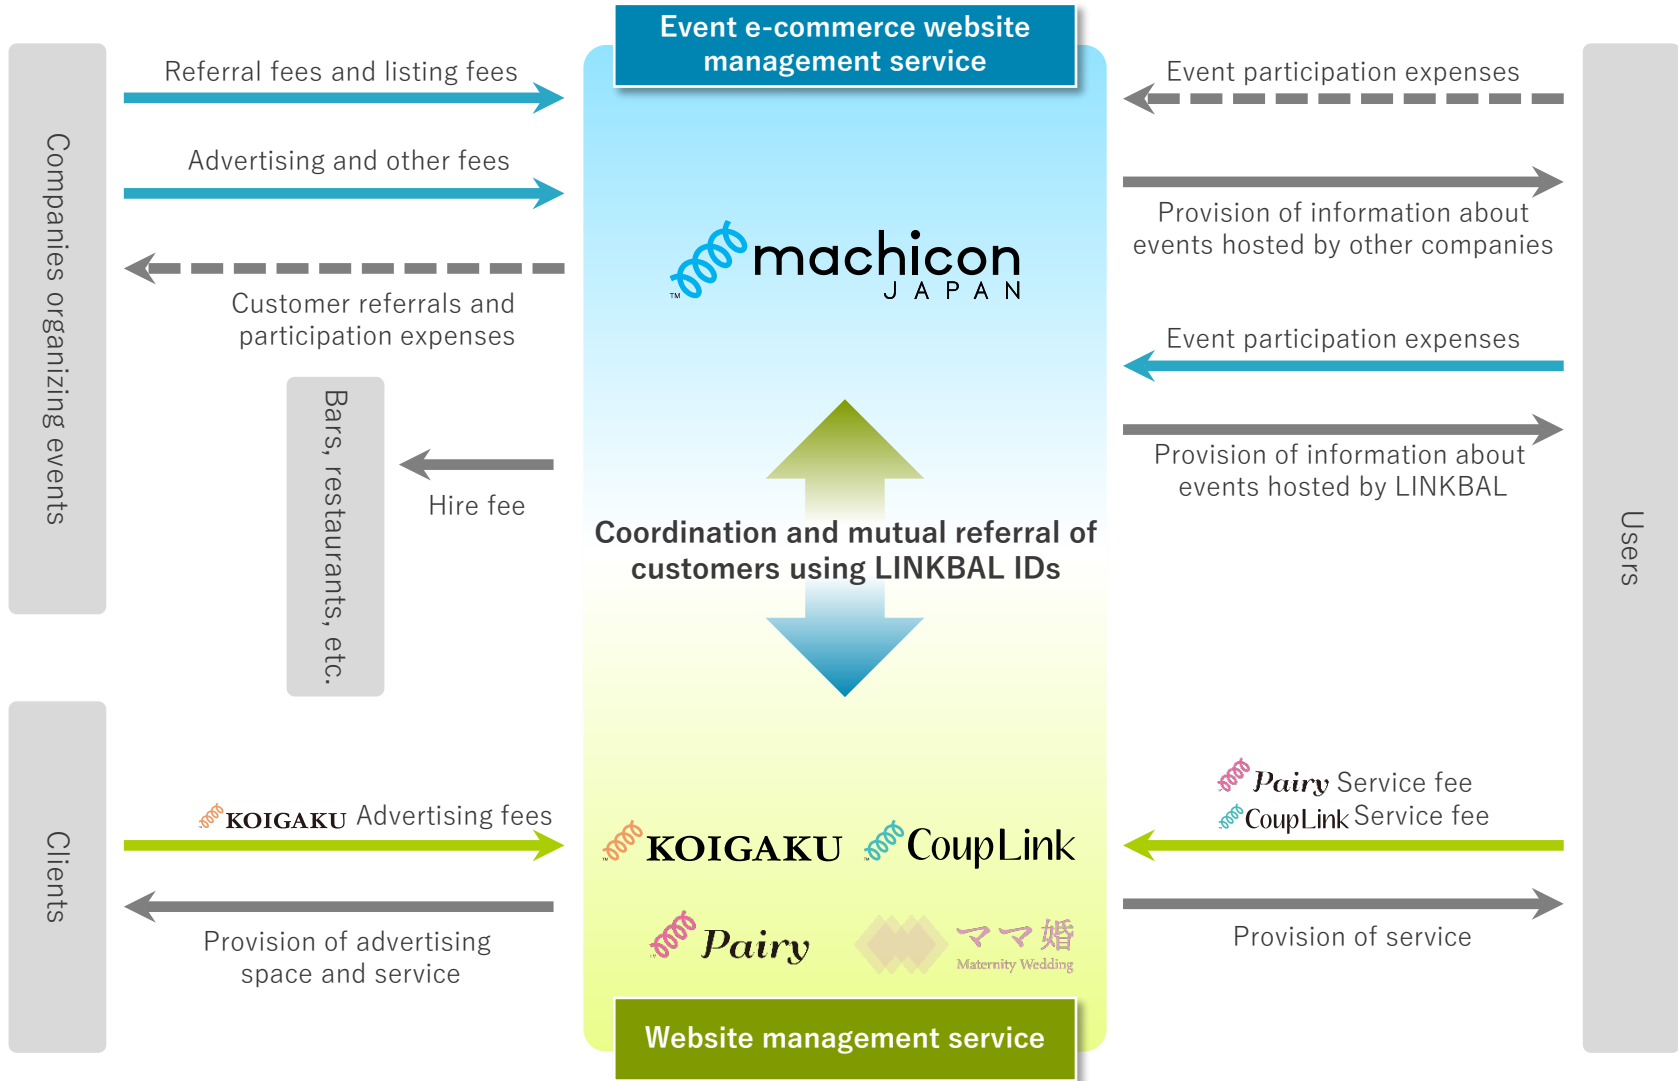 Event e-commerce website
management service
Companies organizing events
Referral fees and listing fees
Advertising and other fees
Customer referrals and
participation expenses
Bars, restaurants, etc.
Hire fee
machicon
JAPAN
TM
Coordination and mutual referral of
customers using LINKBAL IDs
Event participation expenses
Provision of information about
events hosted by other companies
Event participation expenses
Provision of information about
events hosted by LINKBAL
Users
Clients
KOIGAKU Advertising fees
Provision of advertising
space and service
KOIGAKU
CoupLink
Pairy
ママ婚
Maternity Wedding
Pairy Service fee
CoupLink Service fee
Provision of service
Website management service